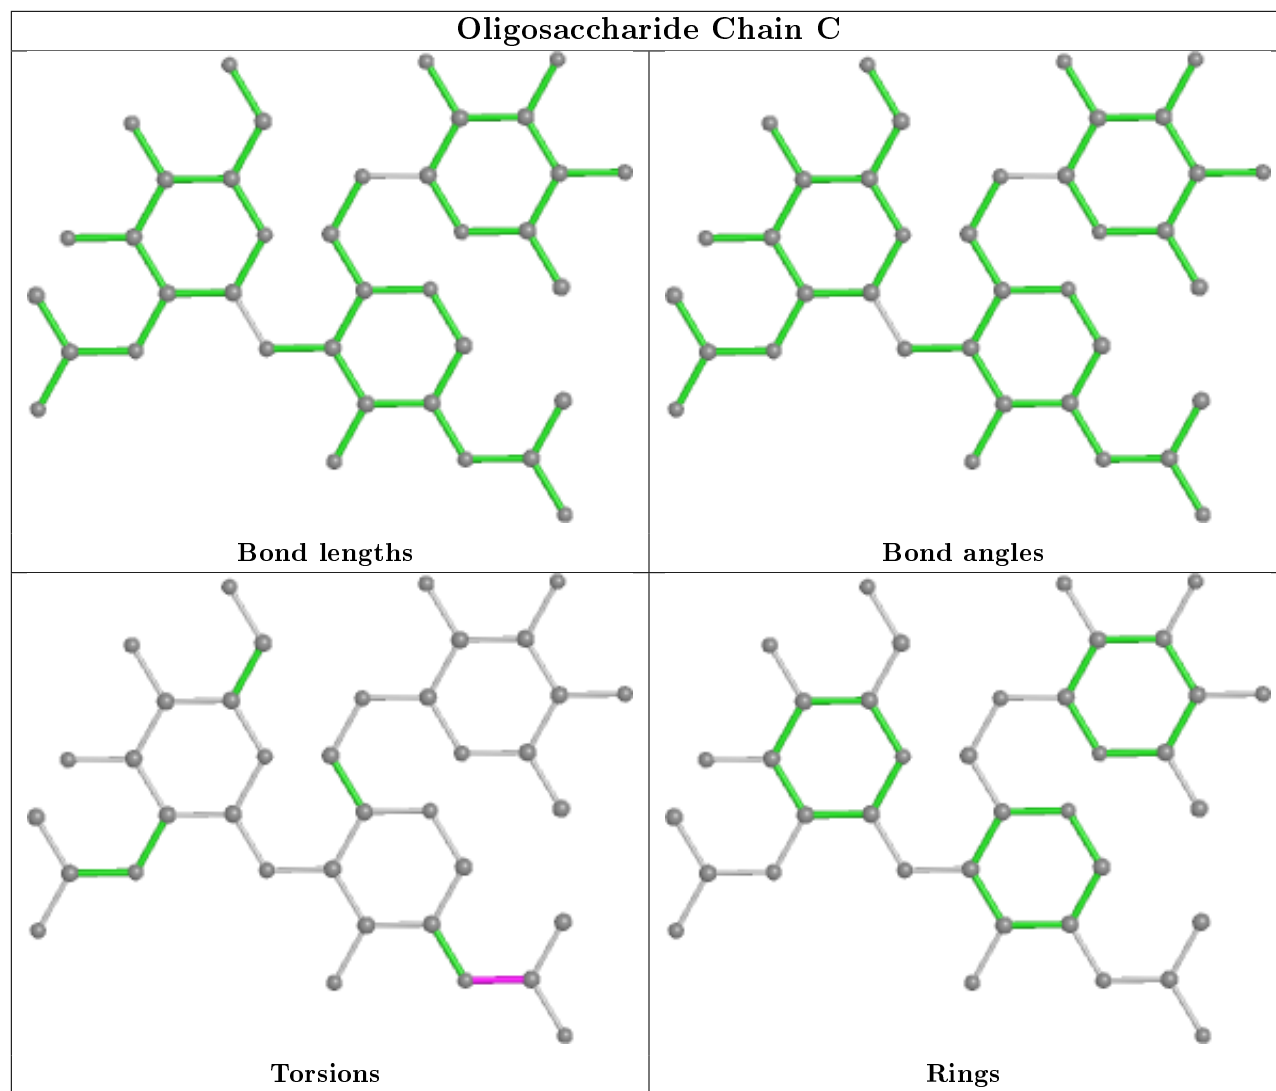 Oligosaccharide Chain C
Bond lengths
Bond angles
Torsions
Rings